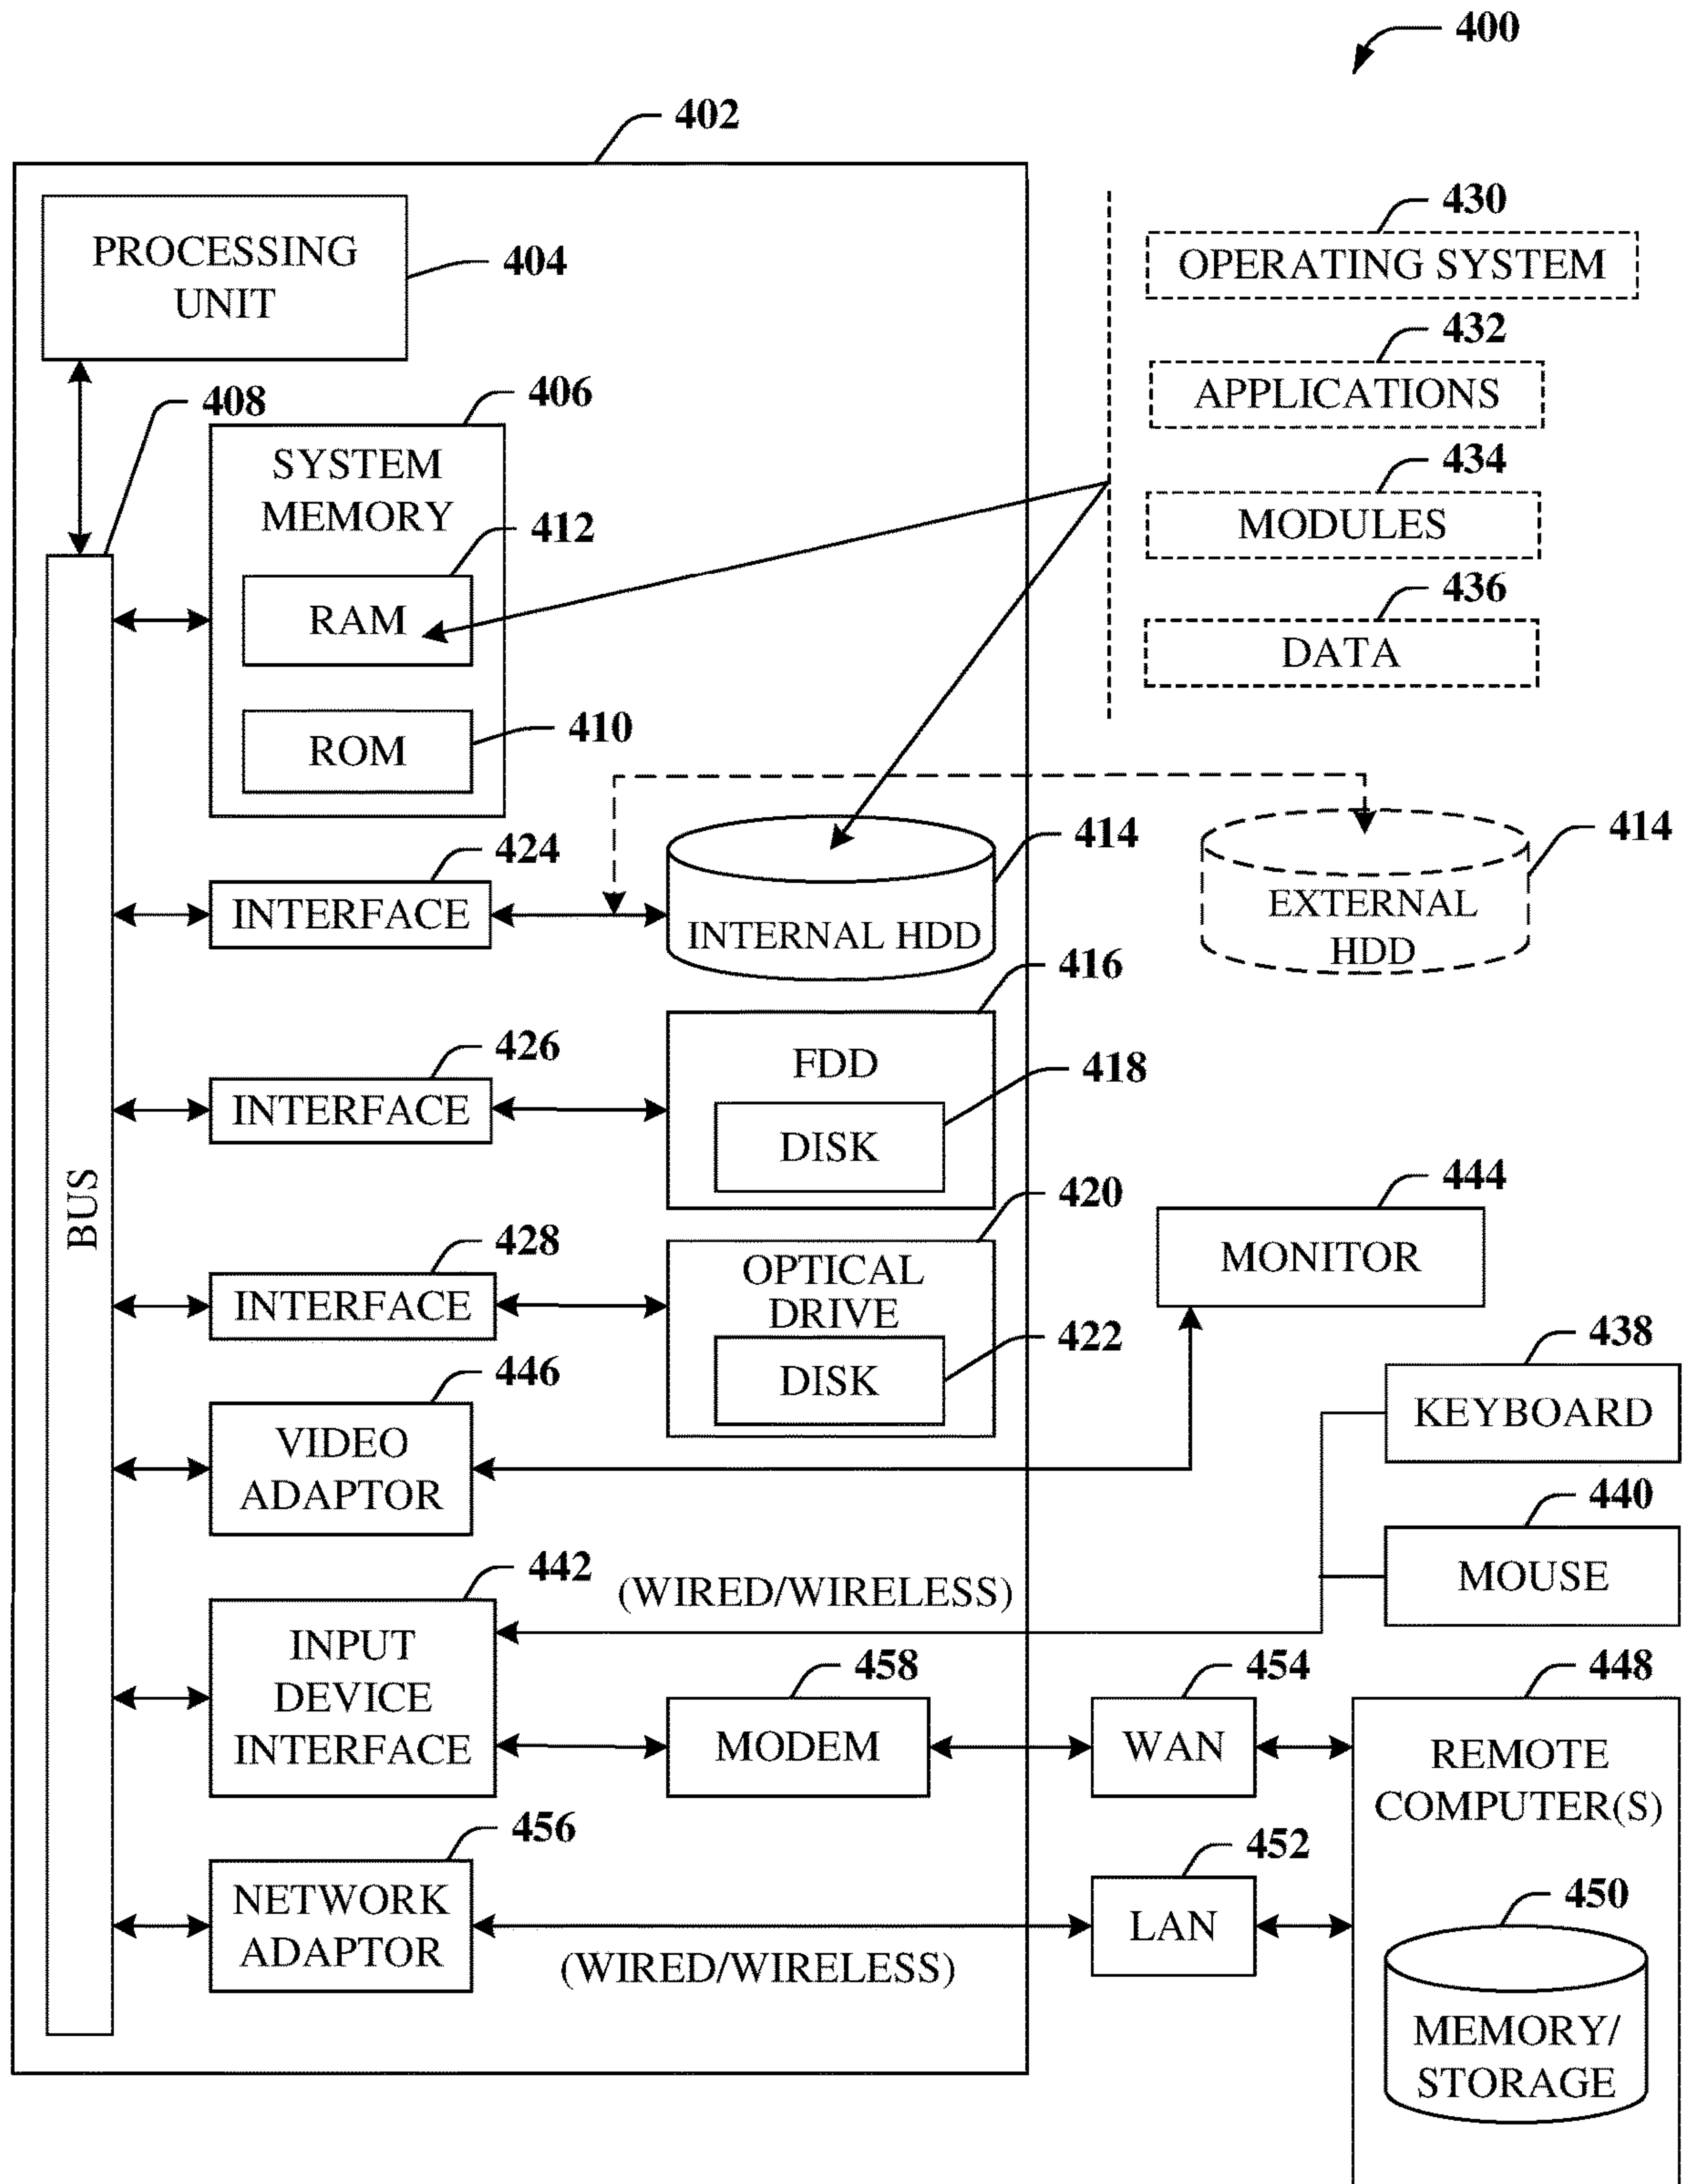 400
402
PROCESSING
UNIT
404
430
OPERATING SYSTEM
432
APPLICATIONS
434
MODULES
436
DATA
408
406
SYSTEM
MEMORY
412
RAM
410
ROM
424
INTERFACE
414
INTERNAL HDD
414
EXTERNAL
HDD
426
INTERFACE
416
FDD
418
DISK
BUS
428
INTERFACE
420
OPTICAL
DRIVE
422
DISK
444
MONITOR
446
VIDEO
ADAPTOR
438
KEYBOARD
440
MOUSE
442
INPUT
DEVICE
INTERFACE
(WIRED/WIRELESS)
458
MODEM
454
WAN
448
REMOTE
COMPUTER(S)
456
NETWORK
ADAPTOR
(WIRED/WIRELESS)
452
LAN
450
MEMORY/
STORAGE